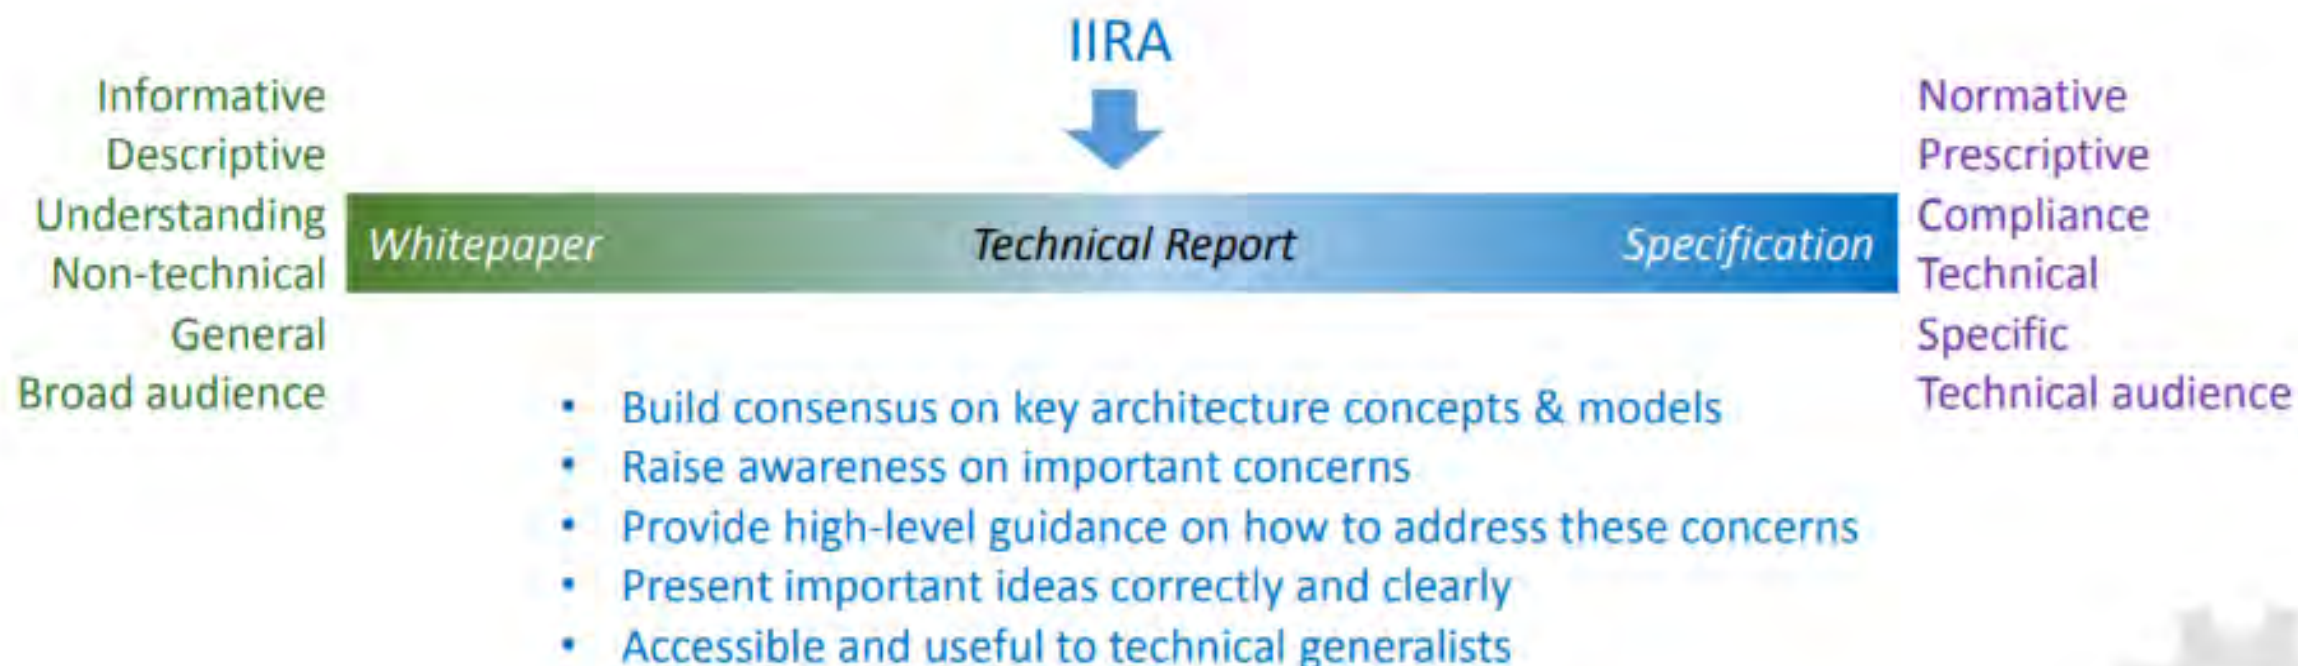 IIRA
Informative
Descriptive
Understanding
Non-technical
General
Broad audience
Whitepaper
Technical Report
Specification
Normative
Prescriptive
Compliance
Technical
Specific
Technical audience
• Build consensus on key architecture concepts & models
• Raise awareness on important concerns
• Provide high-level guidance on how to address these concerns
• Present important ideas correctly and clearly
• Accessible and useful to technical generalists